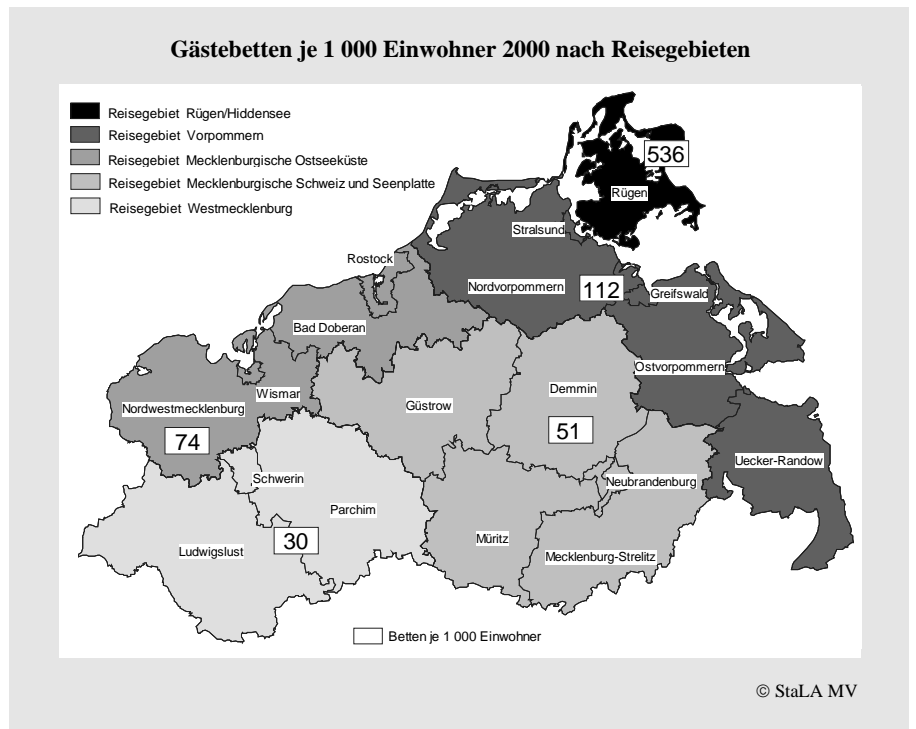 Gästebetten je 1 000 Einwohner 2000 nach Reisegebieten
Reisegebiet Rügen/Hiddensee
Reisegebiet Vorpommern
Reisegebiet Mecklenburgische Ostseeküste
Reisegebiet Mecklenburgische Schweiz und Seenplatte
Reisegebiet Westmecklenburg
536
Rügen
Stralsund
Rostock
Nordvorpommern
112
Greifswald
Bad Doberan
Ostvorpommern
Demmin
Wismar
Güstrow
Nordwestmecklenburg
74
51
Uecker-Randow
Schwerin
Neubrandenburg
Parchim
30
Müritz
Ludwigslust
Mecklenburg-Strelitz
Betten je 1 000 Einwohner
© StaLA MV